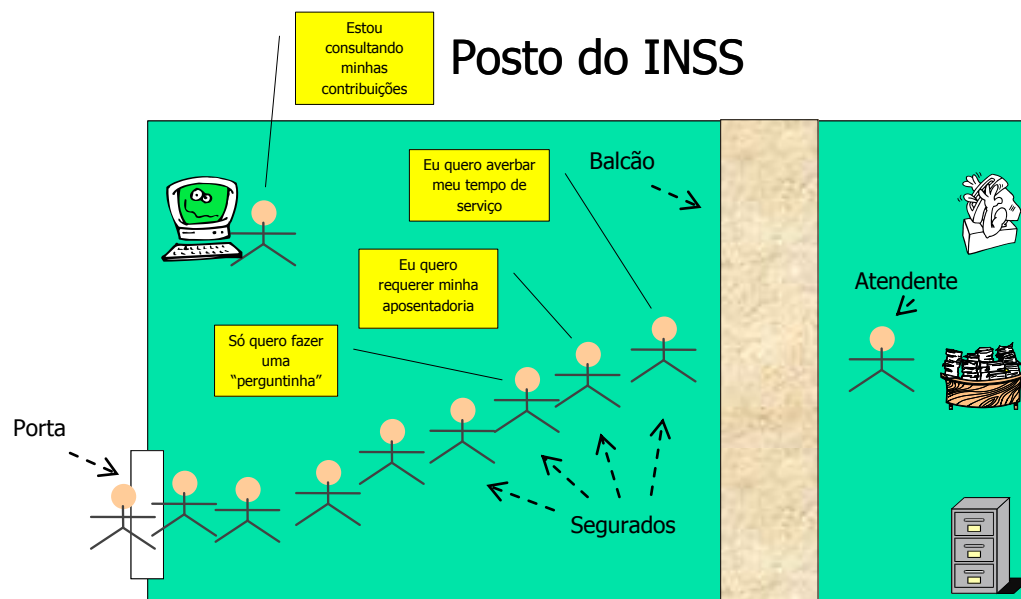 Estou
consultando
minhas
contribuições
Posto do INSS
Eu quero averbar
meu tempo de
serviço
Balcão
Eu quero
requerer minha
aposentadoria
Atendente
Só quero fazer
uma
“perguntinha”
Porta
Segurados